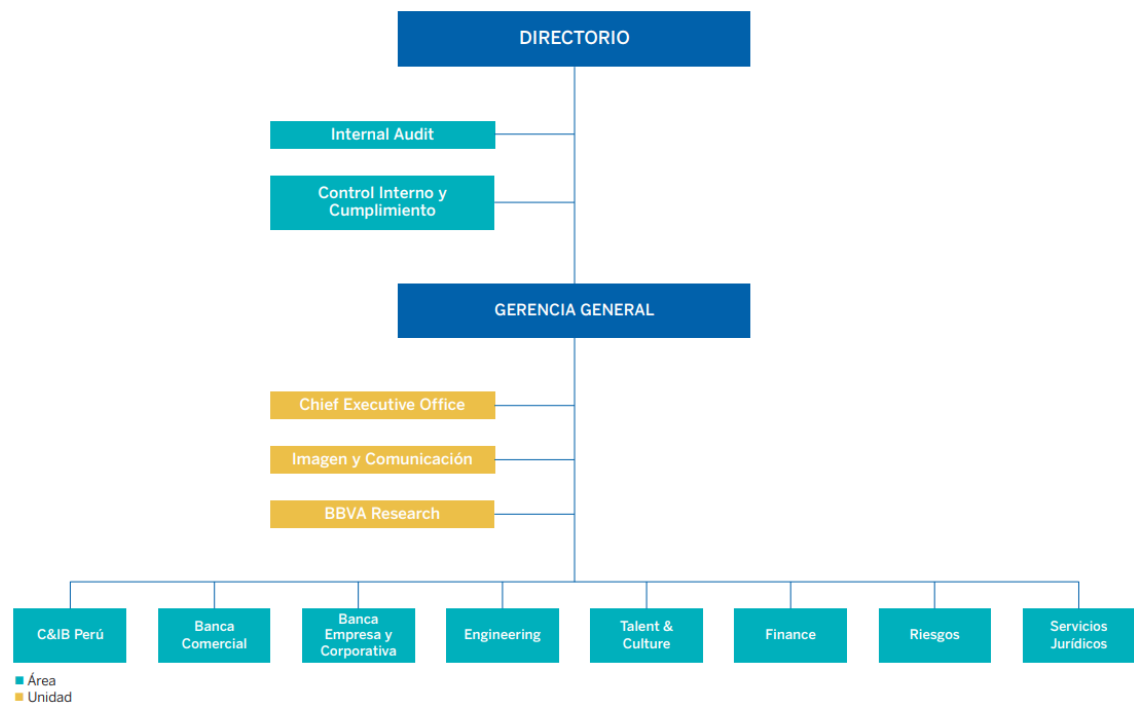 DIRECTORIO
Internal Audit
Control Interno y
Cumplimiento
GERENCIA GENERAL
Chief Executive Office
Imagen y Comunicación
BBVA Research
C&IB Perú
Banca
Comercial
Banca
Empresa y
Corporativa
Engineering
Talent &
Culture
Finance
Riesgos
Servicios
Jurídicos
Área
Unidad